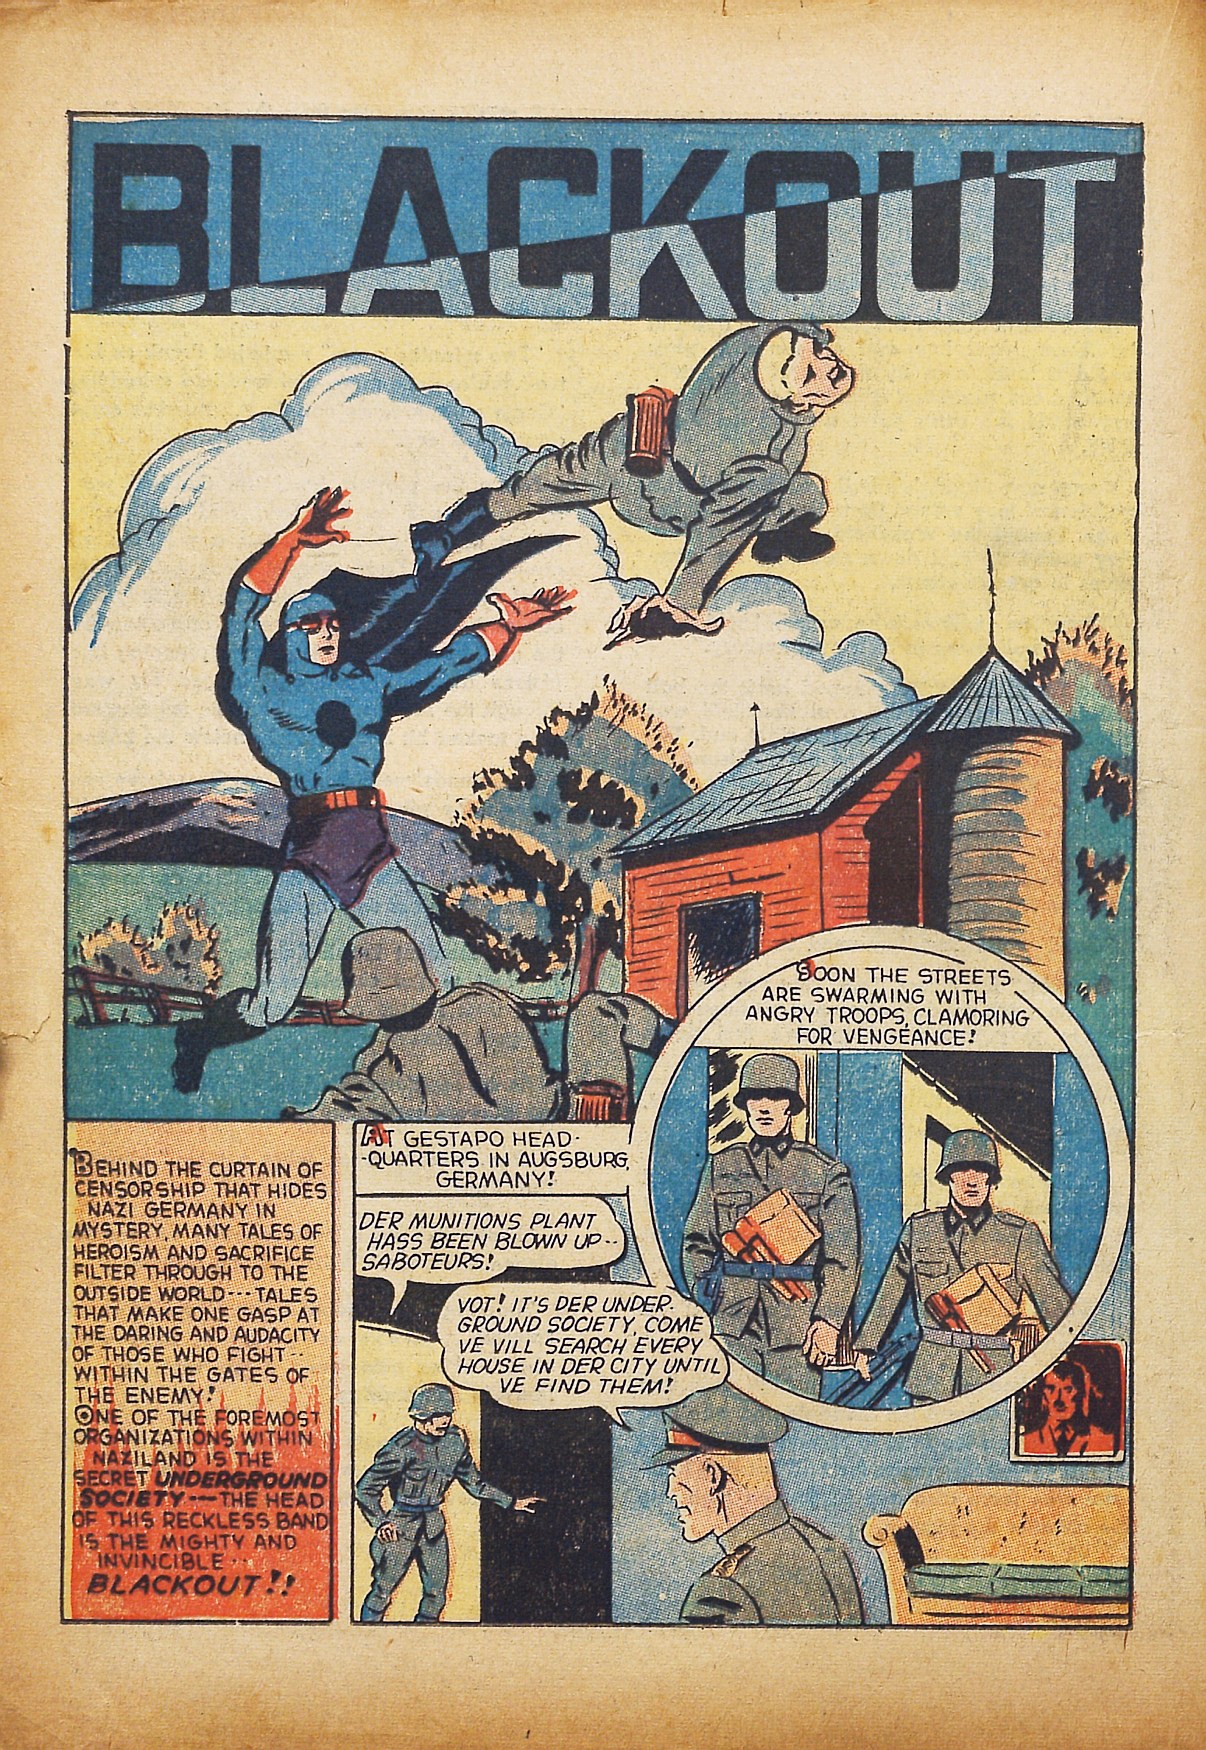 BLACKOUT
BEHIND THE CURTAIN OF
CENSORSHIP THAT HIDES
NAZI GERMANY IN
MYSTERY, MANY TALES OF
HEROISM AND SACRIFICE
FILTER THROUGH TO THE
OUTSIDE WORLD--- TALES
THAT MAKE ONE GASP AT
THE DARING AND AUDACITY
OF THOSE WHO FIGHT--
WITHIN THE GATES OF
THE ENEMY!
ONE OF THE FOREMOST
ORGANIZATIONS WITHIN
NAZILAND IS THE
SECRET UNDERGROUND
SOCIETY -- THE HEAD
OF THIS RECKLESS BAND
IS THE MIGHTY AND
INVINCIBLE--
BLACKOUT!!
AT GESTAPO HEAD-
-QUARTERS IN AUGSBURG,
GERMANY!
DER MUNITIONS PLANT
HASS BEEN BLOWN UP--
SABOTEURS!
VOT! IT'S DER UNDER-
GROUND SOCIETY, COME
VE VILL SEARCH EVERY
HOUSE IN DER CITY UNTIL
VE FIND THEM!
SOON THE STREETS
ARE SWARMING WITH
ANGRY TROOPS, CLAMORING
FOR VENGEANCE!